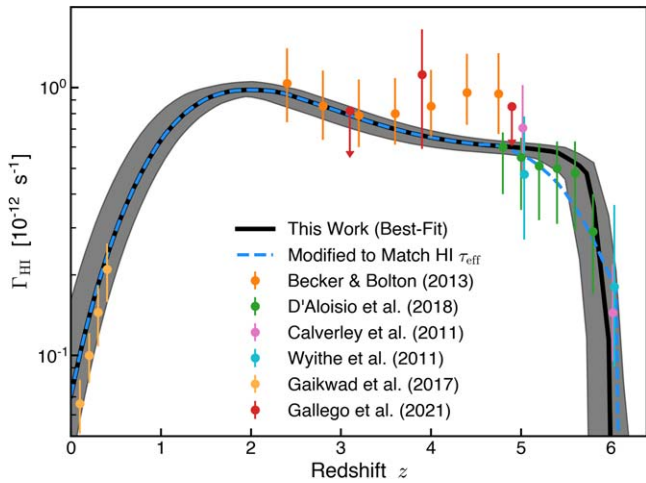 Γ_HI [10⁻¹² s⁻¹]
10⁰
10⁻¹
This Work (Best-Fit)
Modified to Match HI τ_eff
Becker & Bolton (2013)
D'Aloisio et al. (2018)
Calverley et al. (2011)
Wyithe et al. (2011)
Gaikwad et al. (2017)
Gallego et al. (2021)
0 1 2 3 4 5 6
Redshift z